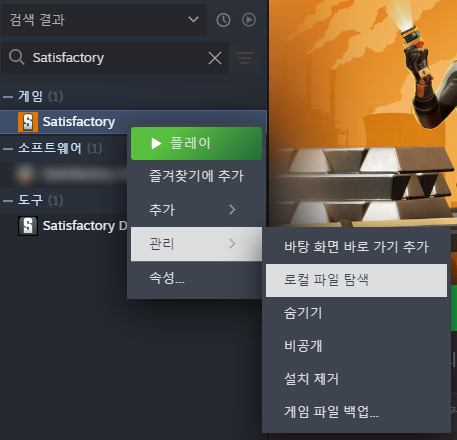 검색 결과
Satisfactory
게임 (1)
Satisfactory
소프트웨어 (1)
도구 (1)
Satisfactory D
플레이
즐겨찾기에 추가
추가
관리
속성...
바탕 화면 바로 가기 추가
로컬 파일 탐색
숨기기
비공개
설치 제거
게임 파일 백업...